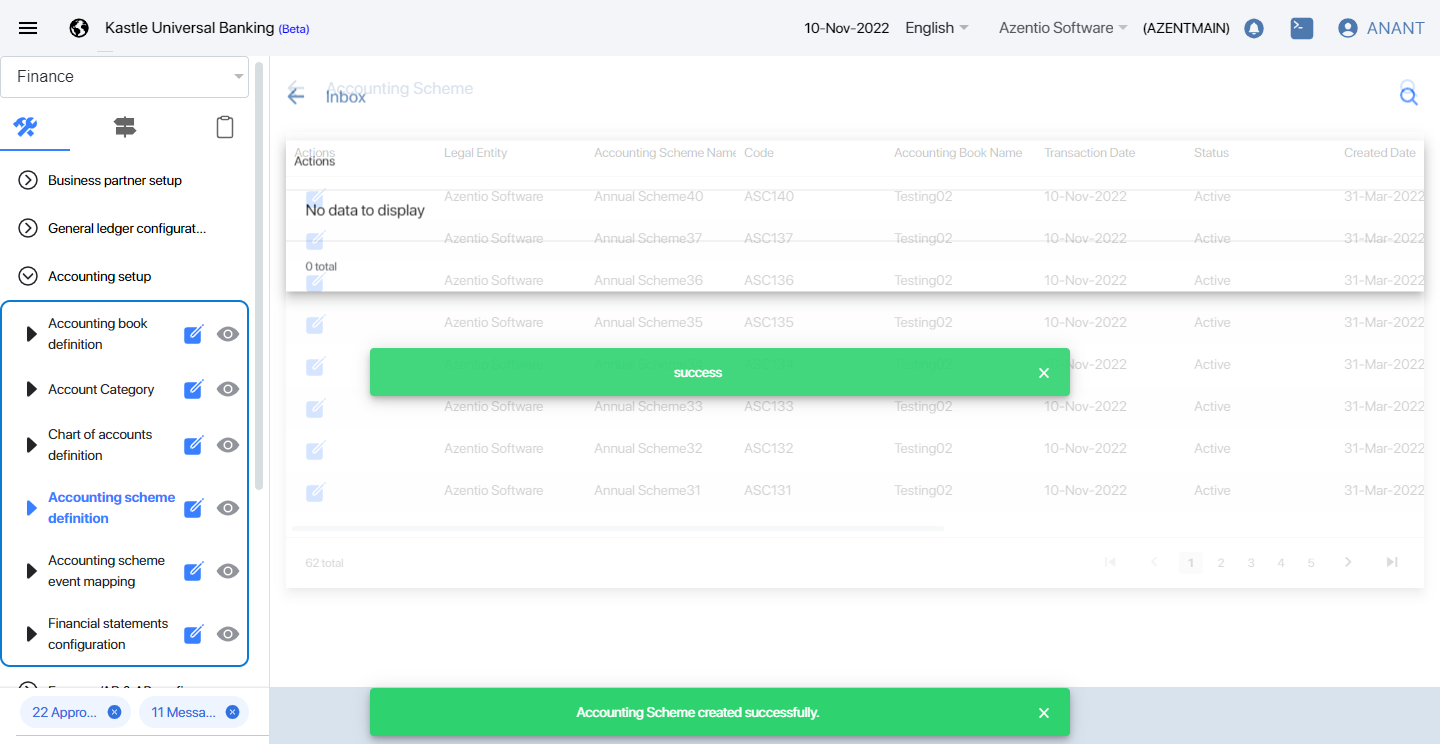 Kastle Universal Banking (Beta)
10-Nov-2022
English
Azentio Software
(AZENTMAIN)
ANANT
Finance
Business partner setup
General ledger configurat...
Accounting setup
Accounting book
definition
Account Category
Chart of accounts
definition
Accounting scheme
definition
Accounting scheme
event mapping
Financial statements
configuration
22 Appro...
11 Messa...
Accounting Scheme
Inbox
Actions Legal Entity Accounting Scheme Name Code Accounting Book Name Transaction Date Status Created Date
Actions
Azentio Software Annual Scheme40 ASC140 Testing02 10-Nov-2022 Active 31-Mar-2022
No data to display
Azentio Software Annual Scheme37 ASC137 Testing02 10-Nov-2022 Active 31-Mar-2022
0 total
Azentio Software Annual Scheme36 ASC136 Testing02 10-Nov-2022 Active 31-Mar-2022
Azentio Software Annual Scheme35 ASC135 Testing02 10-Nov-2022 Active 31-Mar-2022
success
10-Nov-2022 Active 31-Mar-2022
Azentio Software Annual Scheme33 ASC133 Testing02 10-Nov-2022 Active 31-Mar-2022
Azentio Software Annual Scheme32 ASC132 Testing02 10-Nov-2022 Active 31-Mar-2022
Azentio Software Annual Scheme31 ASC131 Testing02 10-Nov-2022 Active 31-Mar-2022
62 total
1 2 3 4 5
Accounting Scheme created successfully.